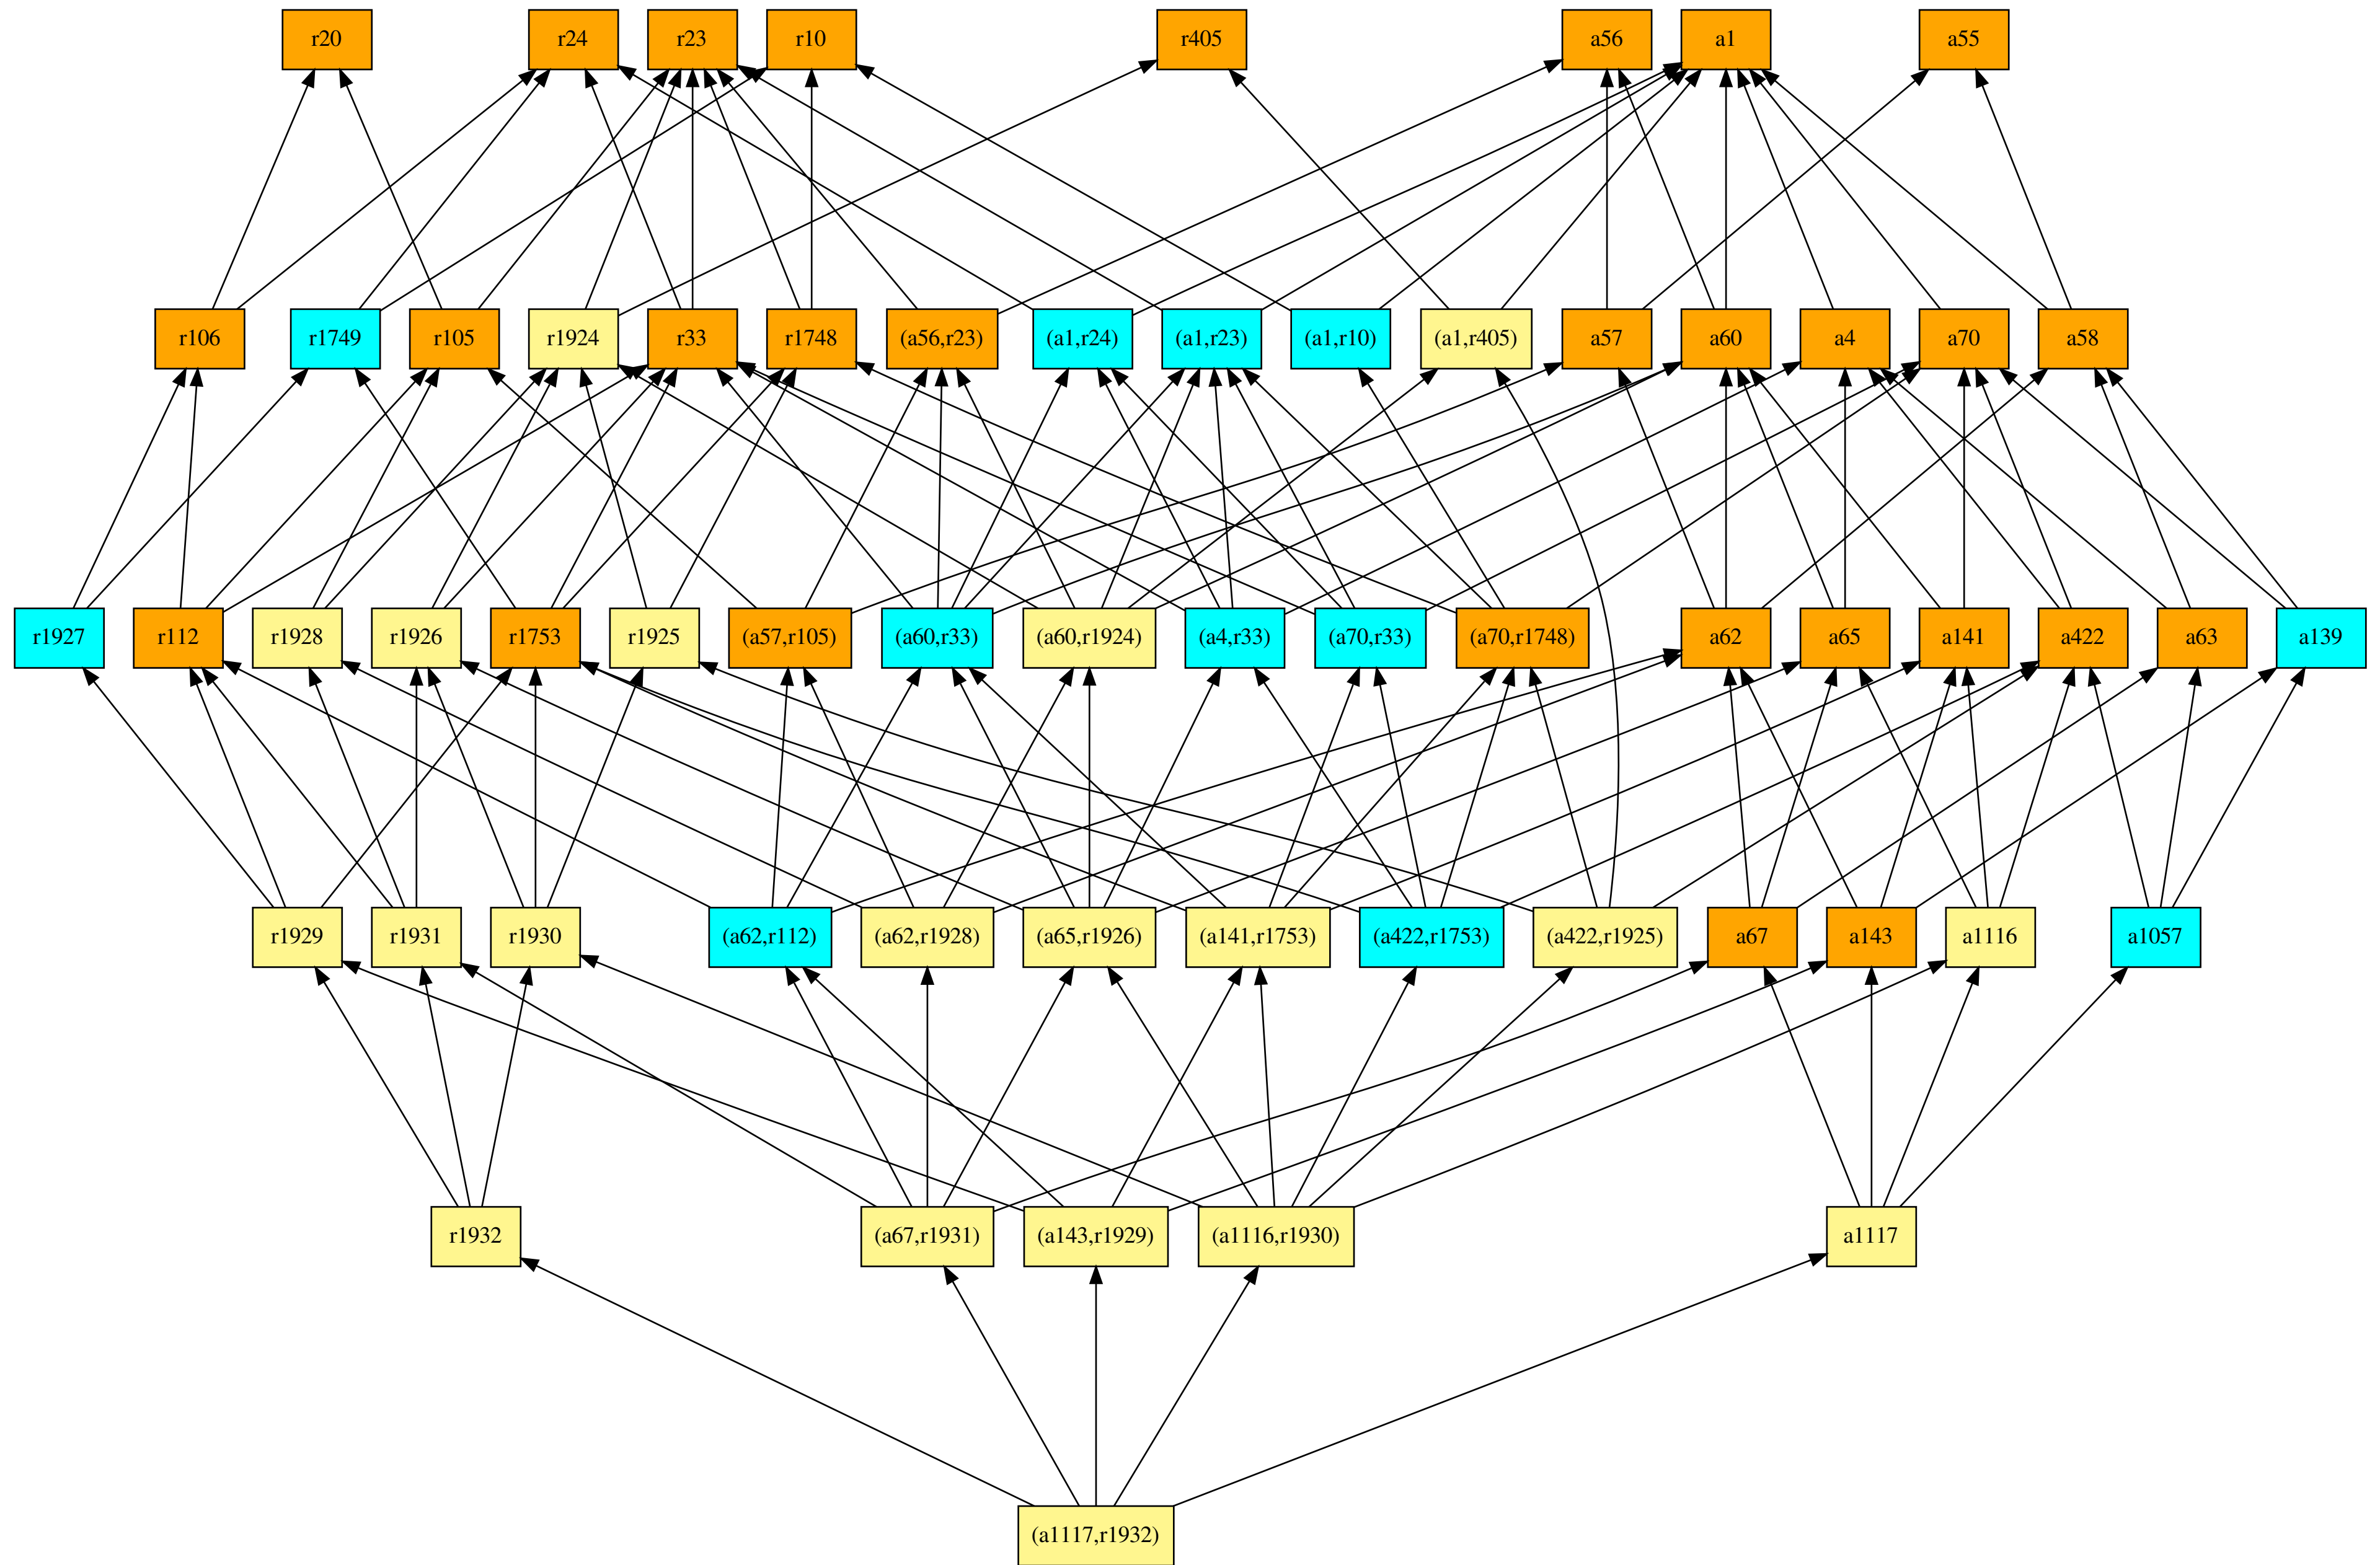 r20 r24 r23 r10 r405 a56 a1 a55
r106 r1749 r105 r1924 r33 r1748 (a56,r23) (a1,r24) (a1,r23) (a1,r10) (a1,r405) a57 a60 a4 a70 a58
r1927 r112 r1928 r1926 r1753 r1925 (a57,r105) (a60,r33) (a60,r1924) (a4,r33) (a70,r33) (a70,r1748) a62 a65 a141 a422 a63 a139
r1929 r1931 r1930 (a62,r112) (a62,r1928) (a65,r1926) (a141,r1753) (a422,r1753) (a422,r1925) a67 a143 a1116 a1057
r1932 (a67,r1931) (a143,r1929) (a1116,r1930) a1117
(a1117,r1932)